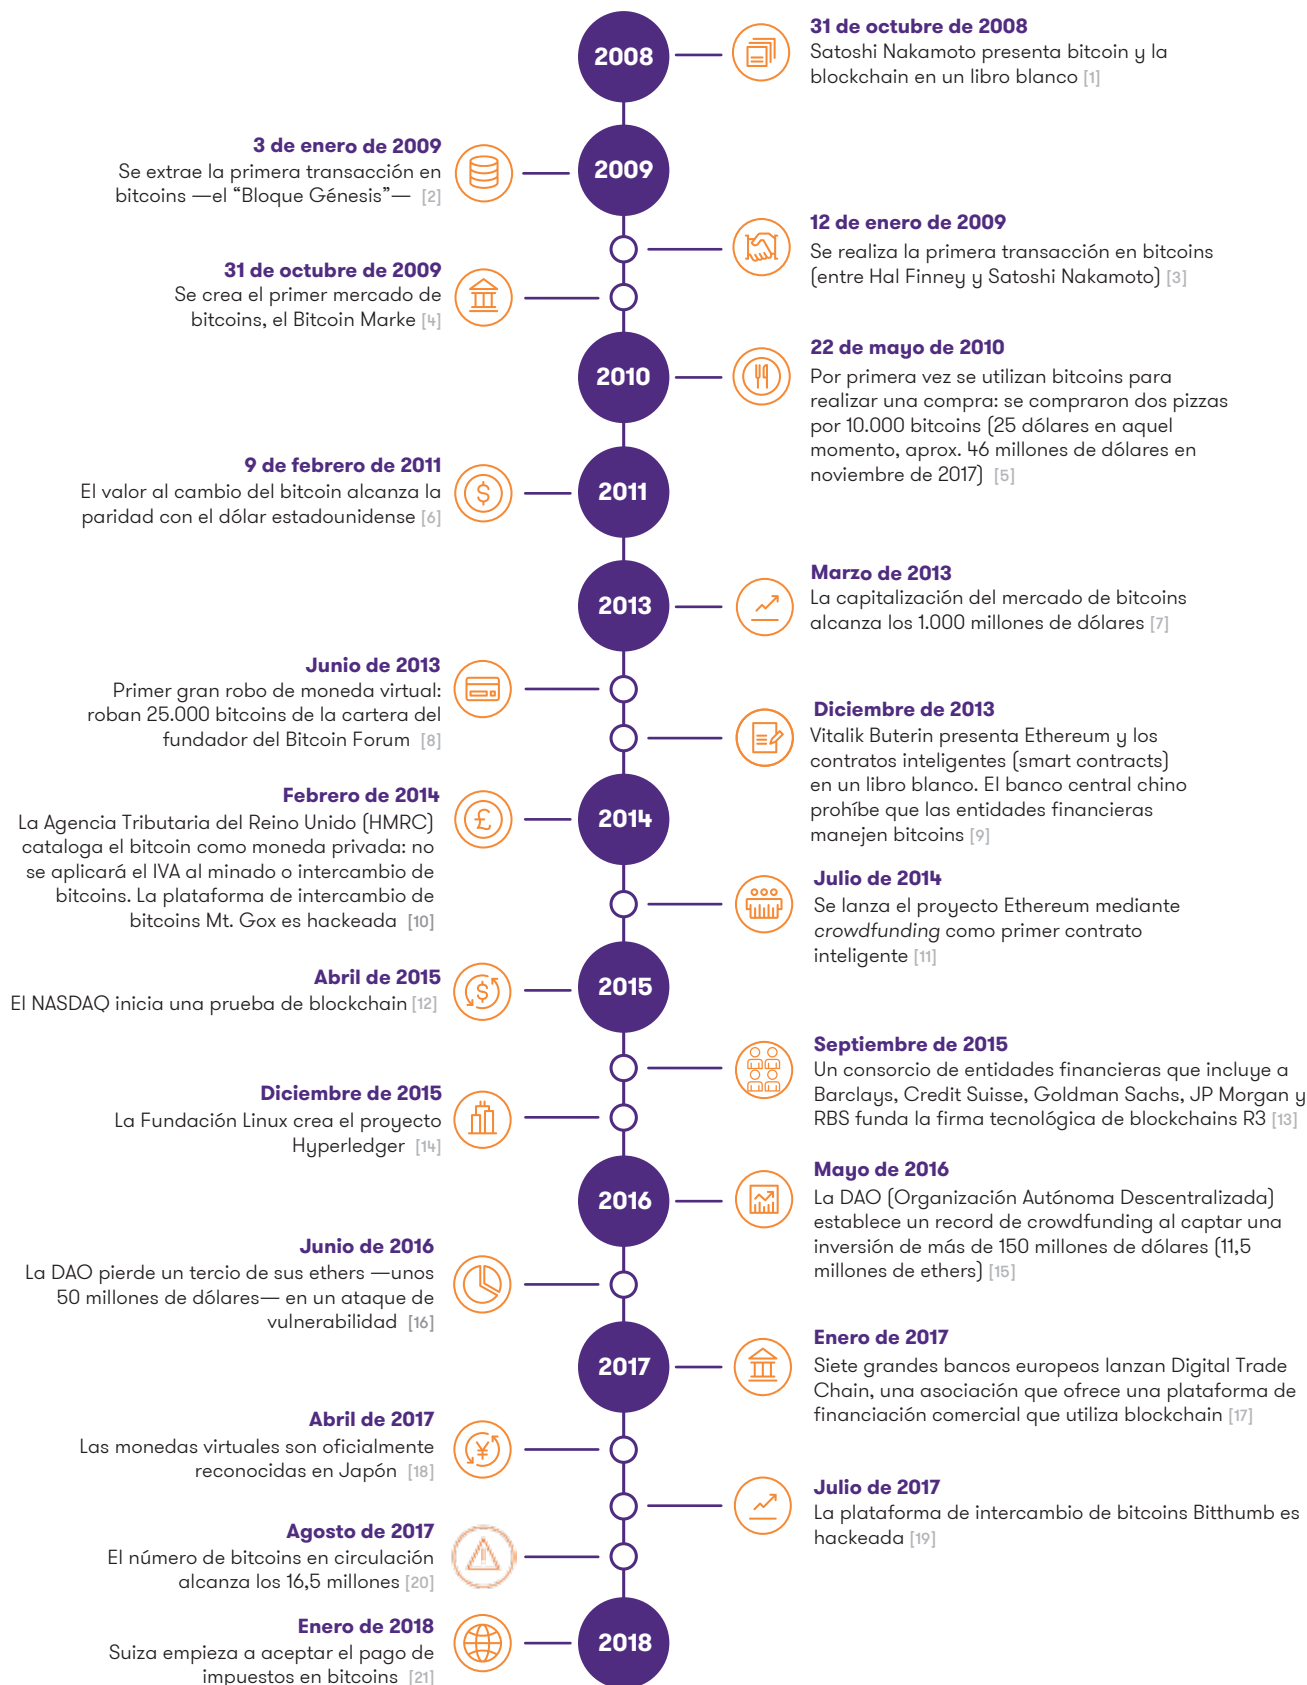 2008
31 de octubre de 2008
Satoshi Nakamoto presenta bitcoin y la
blockchain en un libro blanco [1]
3 de enero de 2009
Se extrae la primera transacción en
bitcoins —el “Bloque Génesis”— [2]
2009
12 de enero de 2009
Se realiza la primera transacción en bitcoins
(entre Hal Finney y Satoshi Nakamoto) [3]
31 de octubre de 2009
Se crea el primer mercado de
bitcoins, el Bitcoin Marke [4]
2010
22 de mayo de 2010
Por primera vez se utilizan bitcoins para
realizar una compra: se compraron dos pizzas
por 10.000 bitcoins (25 dólares en aquel
momento, aprox. 46 millones de dólares en
noviembre de 2017) [5]
9 de febrero de 2011
El valor al cambio del bitcoin alcanza la
paridad con el dólar estadounidense [6]
2011
2013
Marzo de 2013
La capitalización del mercado de bitcoins
alcanza los 1.000 millones de dólares [7]
Junio de 2013
Primer gran robo de moneda virtual:
roban 25.000 bitcoins de la cartera del
fundador del Bitcoin Forum [8]
Diciembre de 2013
Vitalik Buterin presenta Ethereum y los
contratos inteligentes (smart contracts)
en un libro blanco. El banco central chino
prohíbe que las entidades financieras
manejen bitcoins [9]
Febrero de 2014
La Agencia Tributaria del Reino Unido (HMRC)
cataloga el bitcoin como moneda privada: no
se aplicará el IVA al minado o intercambio de
bitcoins. La plataforma de intercambio de
bitcoins Mt. Gox es hackeada [10]
2014
Julio de 2014
Se lanza el proyecto Ethereum mediante
crowdfunding como primer contrato
inteligente [11]
Abril de 2015
El NASDAQ inicia una prueba de blockchain [12]
2015
Septiembre de 2015
Un consorcio de entidades financieras que incluye a
Barclays, Credit Suisse, Goldman Sachs, JP Morgan y
RBS funda la firma tecnológica de blockchains R3 [13]
Diciembre de 2015
La Fundación Linux crea el proyecto
Hyperledger [14]
2016
Mayo de 2016
La DAO (Organización Autónoma Descentralizada)
establece un record de crowdfunding al captar una
inversión de más de 150 millones de dólares (11,5
millones de ethers) [15]
Junio de 2016
La DAO pierde un tercio de sus ethers —unos
50 millones de dólares— en un ataque de
vulnerabilidad [16]
2017
Enero de 2017
Siete grandes bancos europeos lanzan Digital Trade
Chain, una asociación que ofrece una plataforma de
financiación comercial que utiliza blockchain [17]
Abril de 2017
Las monedas virtuales son oficialmente
reconocidas en Japón [18]
Julio de 2017
La plataforma de intercambio de bitcoins Bitthumb es
hackeada [19]
Agosto de 2017
El número de bitcoins en circulación
alcanza los 16,5 millones [20]
Enero de 2018
Suiza empieza a aceptar el pago de
impuestos en bitcoins [21]
2018